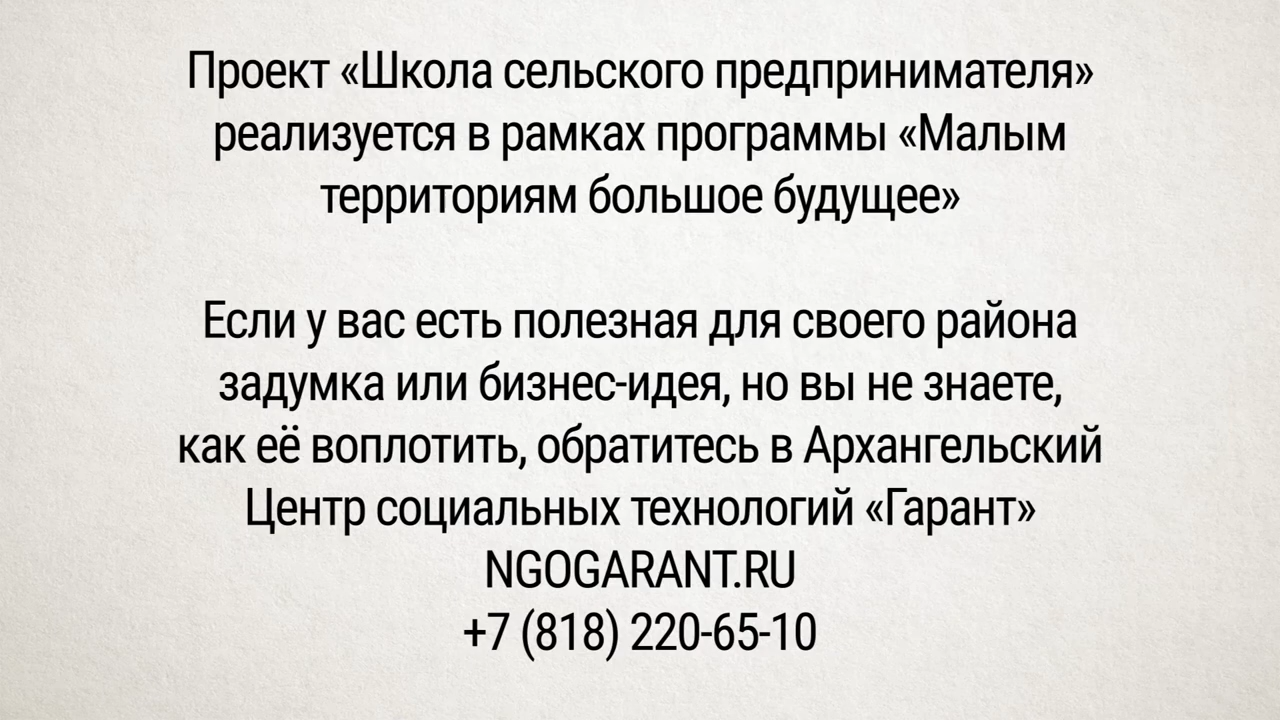 Проект «Школа сельского предпринимателя»
реализуется в рамках программы «Малым
территориям большое будущее»
Если у вас есть полезная для своего района
задумка или бизнес-идея, но вы не знаете,
как её воплотить, обратитесь в Архангельский
Центр социальных технологий «Гарант»
NGOGARANT.RU
+7 (818) 220-65-10